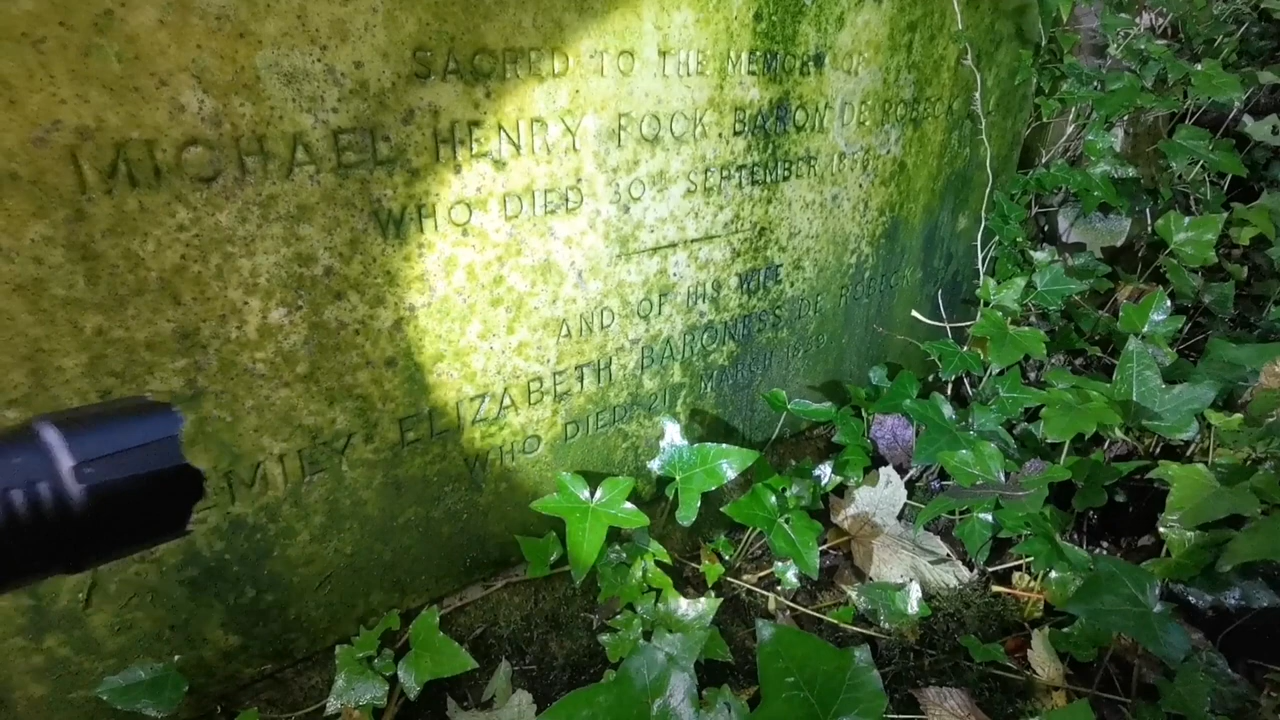 SACRED TO THE MEMORY OF
MICHAEL HENRY FOCK BARON DE ROBECK
WHO DIED 30TH SEPTEMBER
AND OF HIS WIFE
ELIZABETH BARONESS DE ROBECK
WHO DIED 21 MARCH